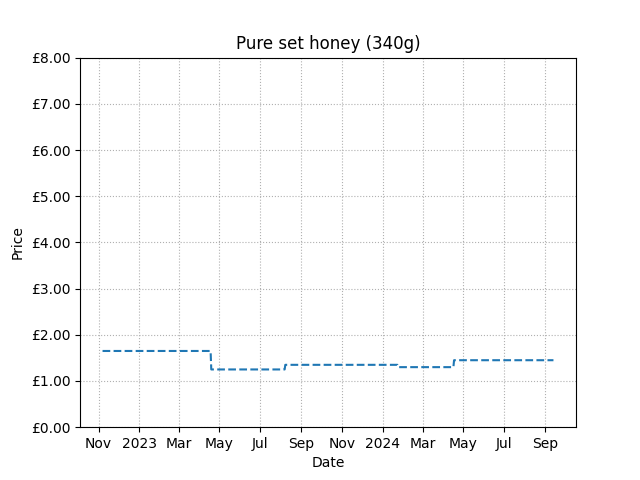 Pure set honey (340g)
£8.00
£7.00
£6.00
£5.00
£4.00
£3.00
£2.00
£1.00
£0.00
Price
Nov 2023 Mar May Jul Sep Nov 2024 Mar May Jul Sep
Date